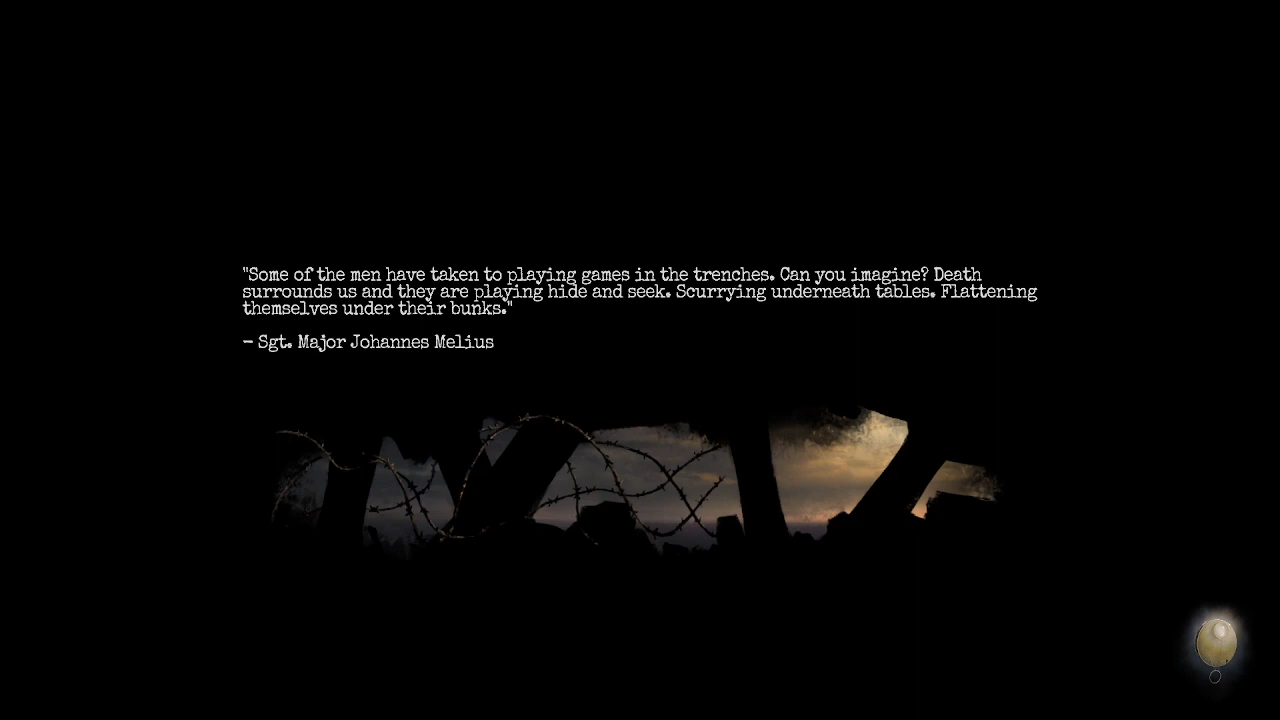 "Some of the men have taken to playing games in the trenches. Can you imagine? Death
surrounds us and they are playing hide and seek. Scurrying underneath tables. Flattening
themselves under their bunks."
- Sgt. Major Johannes Melius